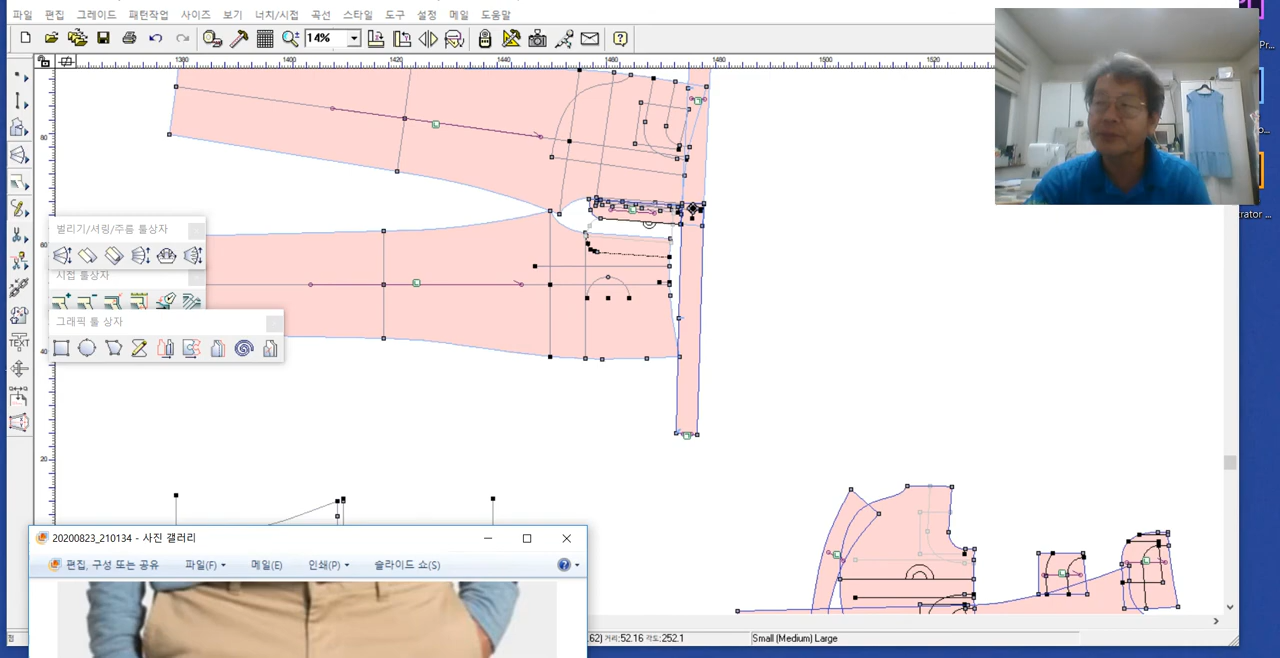 파일 편집 그레이드 패턴작업 사이즈 보기 너치/시접 곡선 스타일 도구 설정 메일 도움말
14%
1380 1400 1420 1440 1460 1480 1500 1520
Pr...
80
벌리기/셔링/주름 툴상자
60
시접 툴상자
그래픽 툴 상자
TEXT
40
20
20200823_210134 - 사진 갤러리
편집, 구성 또는 공유 파일(F) 메일(E) 인쇄(P) 슬라이드 쇼(S)
.62) 거리:52.16 각도:252.1 Small (Medium) Large